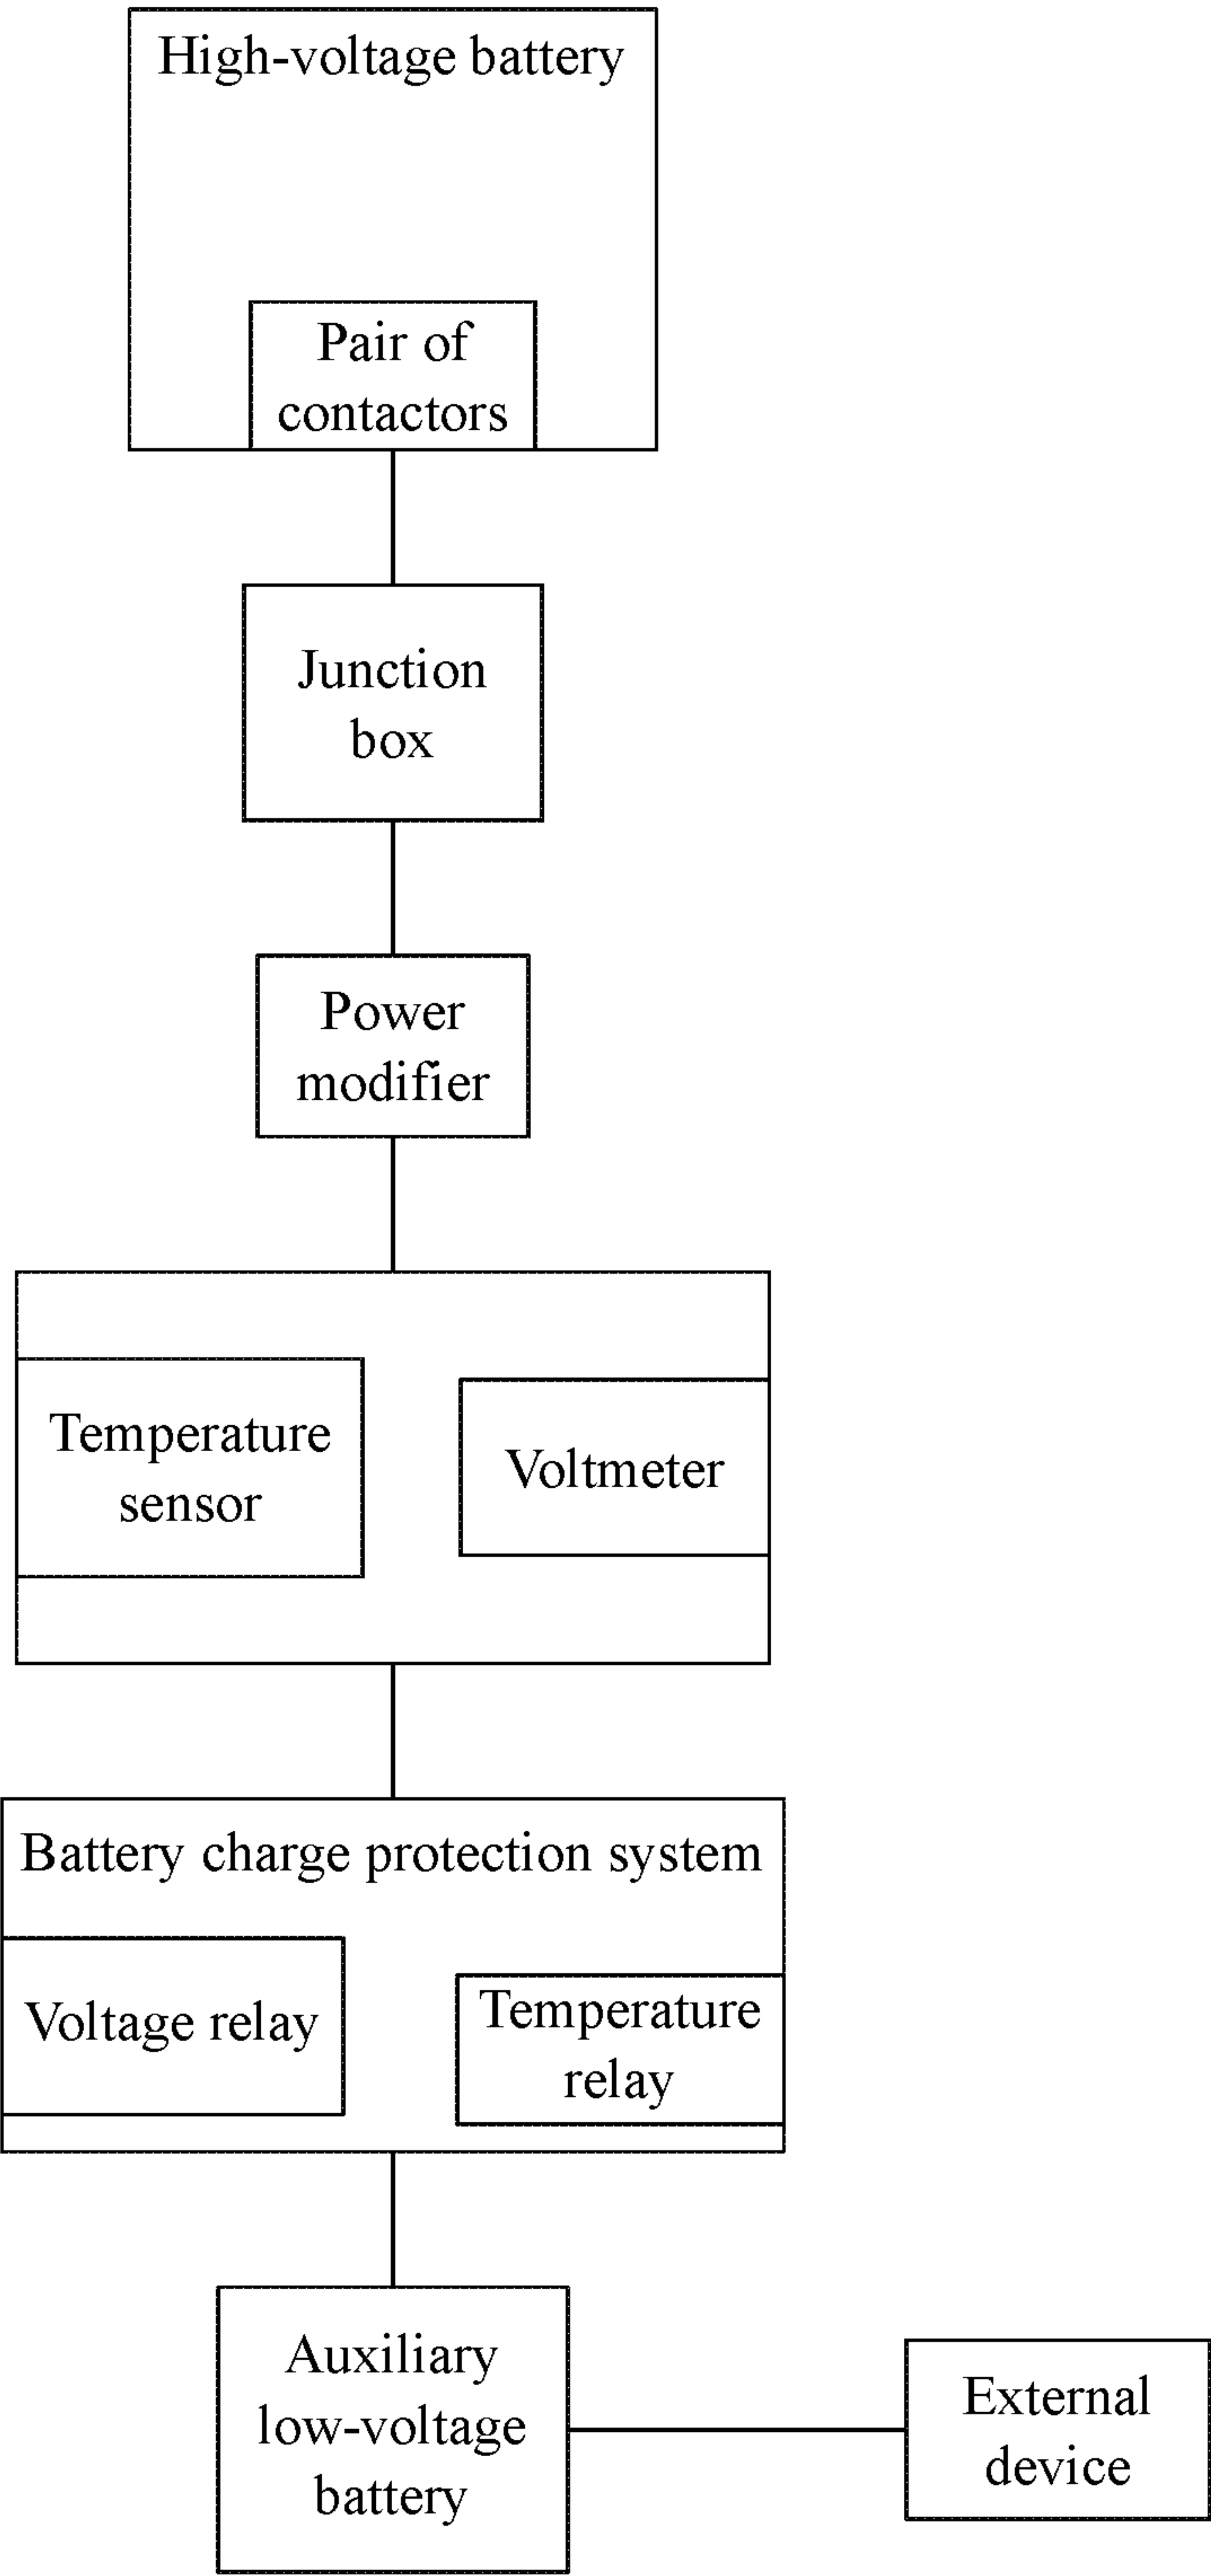 High-voltage battery
Pair of
contactors
Junction
box
Power
modifier
Temperature
sensor
Voltmeter
Battery charge protection system
Voltage relay
Temperature
relay
Auxiliary
low-voltage
battery
External
device